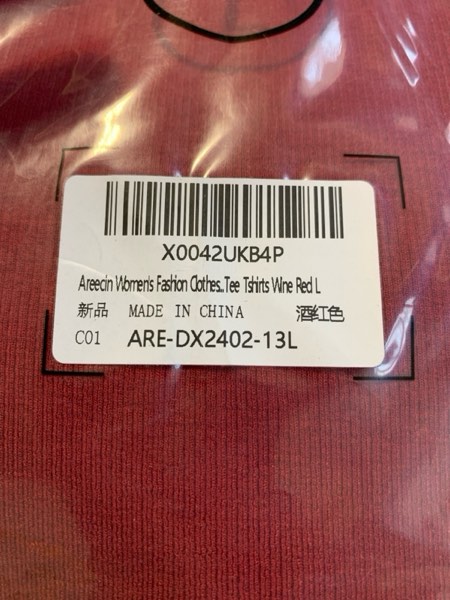 X0042UKB4P
Areecin Women's Fashion Clothes..Tee Tshirts Wine Red L
新品 MADE IN CHINA 酒红色
C01 ARE-DX2402-13L